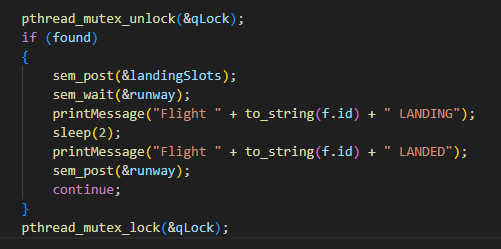 pthread_mutex_unlock(&qLock);
if (found)
{
    sem_post(&landingSlots);
    sem_wait(&runway);
    printMessage("Flight " + to_string(f.id) + " LANDING");
    sleep(2);
    printMessage("Flight " + to_string(f.id) + " LANDED");
    sem_post(&runway);
    continue;
}
pthread_mutex_lock(&qLock);